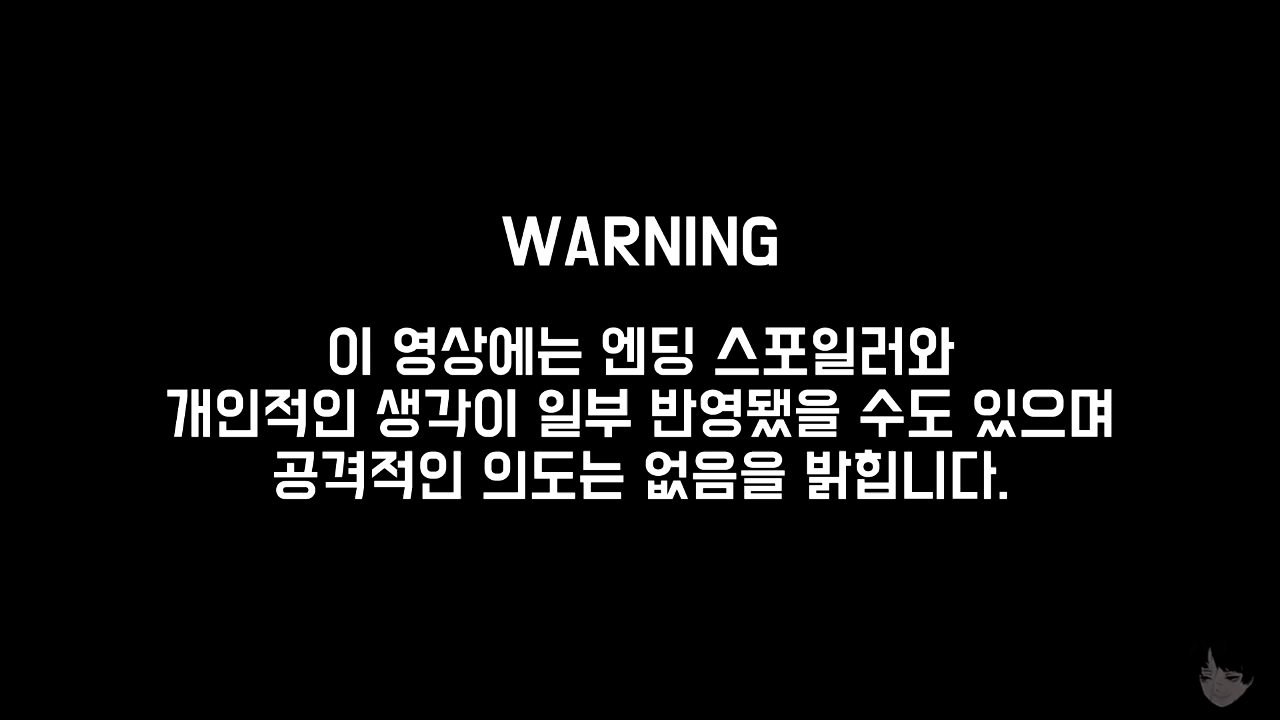 WARNING
이 영상에는 엔딩 스포일러와
개인적인 생각이 일부 반영됐을 수도 있으며
공격적인 의도는 없음을 밝힙니다.